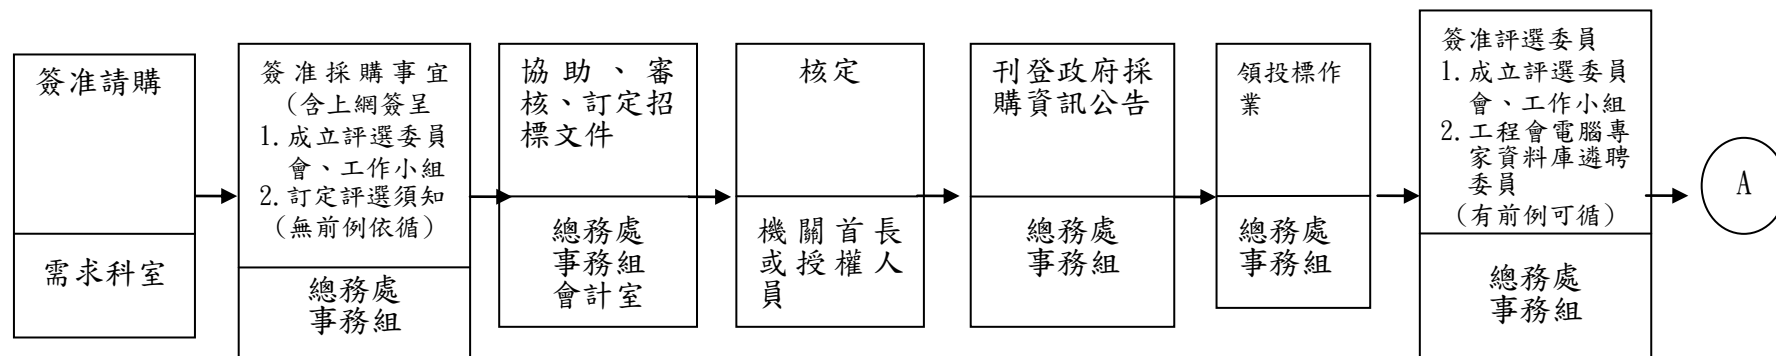 簽准請購
需求科室
簽准採購事宜
(含上網簽呈
1.成立評選委員
會、工作小組
2.訂定評選須知
(無前例依循)
總務處
事務組
協助、審
核、訂定招
標文件
總務處
事務組
會計室
核定
機關首長
或授權人
員
刊登政府採
購資訊公告
總務處
事務組
領投標作
業
總務處
事務組
簽准評選委員
1.成立評選委員
會、工作小組
2.工程會電腦專
家資料庫遴聘
委員
(有前例可循)
總務處
事務組
A